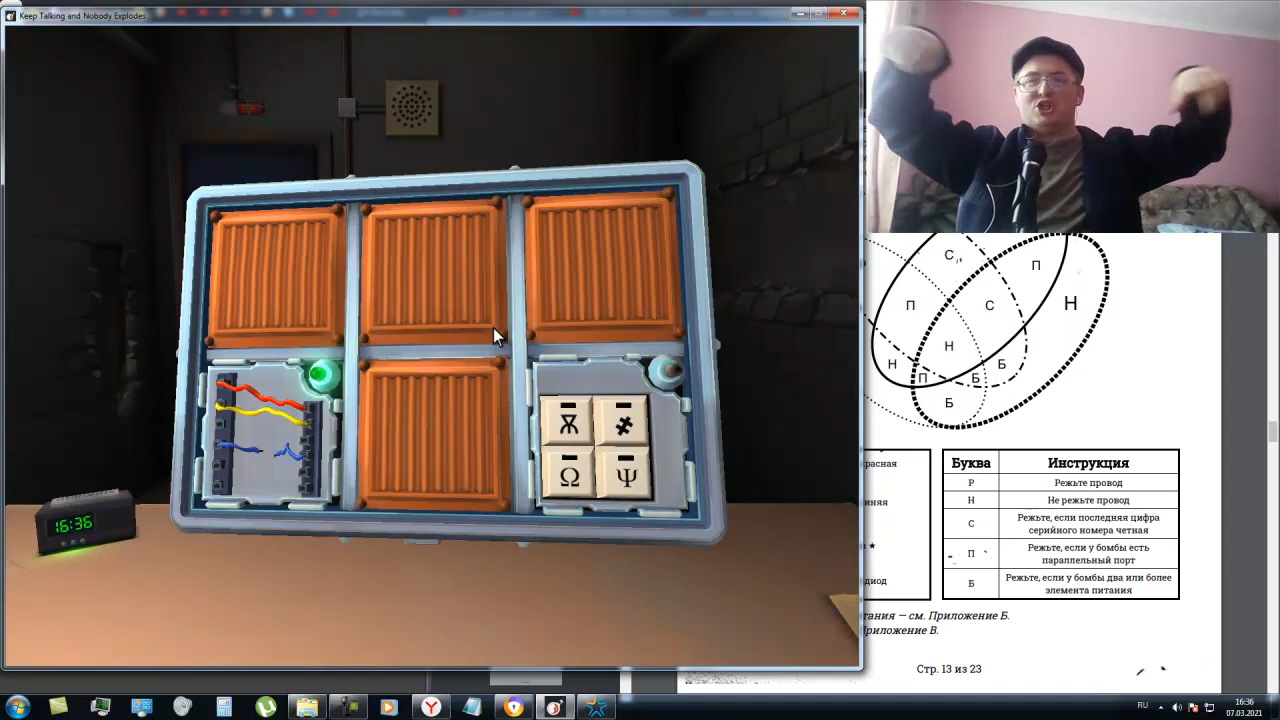 Keep Talking and Nobody Explodes
16:36
Ω Ψ
С
П
П
С
Н
Н
Н
П
Б
Б
Б
расная
иняя
★
диод
Буква Инструкция
Р Режьте провод
Н Не режьте провод
С Режьте, если последняя цифра
серийного номера четная
П Режьте, если у бомбы есть
параллельный порт
Б Режьте, если у бомбы два или более
элемента питания
тания — см. Приложение Б.
риложение В.
Стр. 13 из 23
RU
16:36
07.03.2021